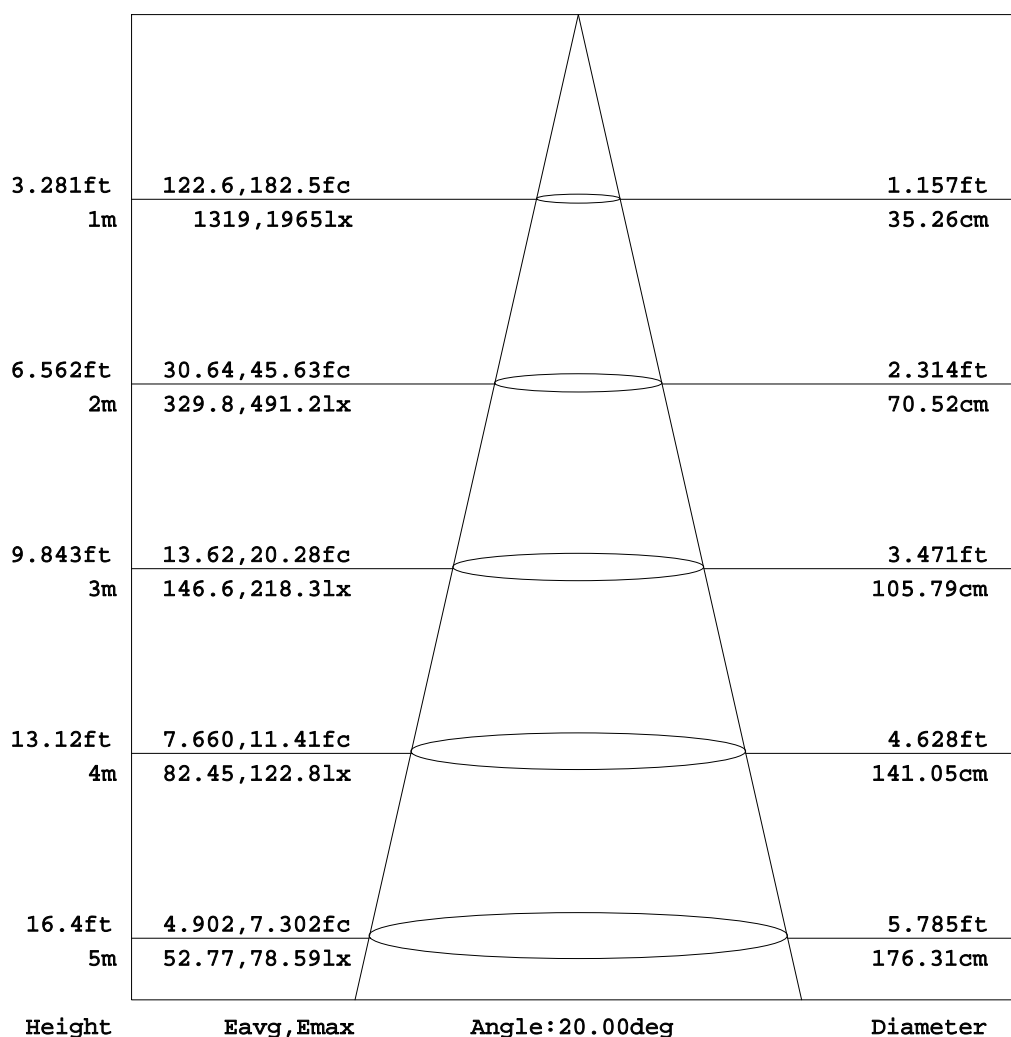 3.281ft 122.6,182.5fc 1.157ft
1m 1319,1965lx 35.26cm
6.562ft 30.64,45.63fc 2.314ft
2m 329.8,491.2lx 70.52cm
9.843ft 13.62,20.28fc 3.471ft
3m 146.6,218.3lx 105.79cm
13.12ft 7.660,11.41fc 4.628ft
4m 82.45,122.8lx 141.05cm
16.4ft 4.902,7.302fc 5.785ft
5m 52.77,78.59lx 176.31cm
Height Eavg,Emax Angle:20.00deg Diameter